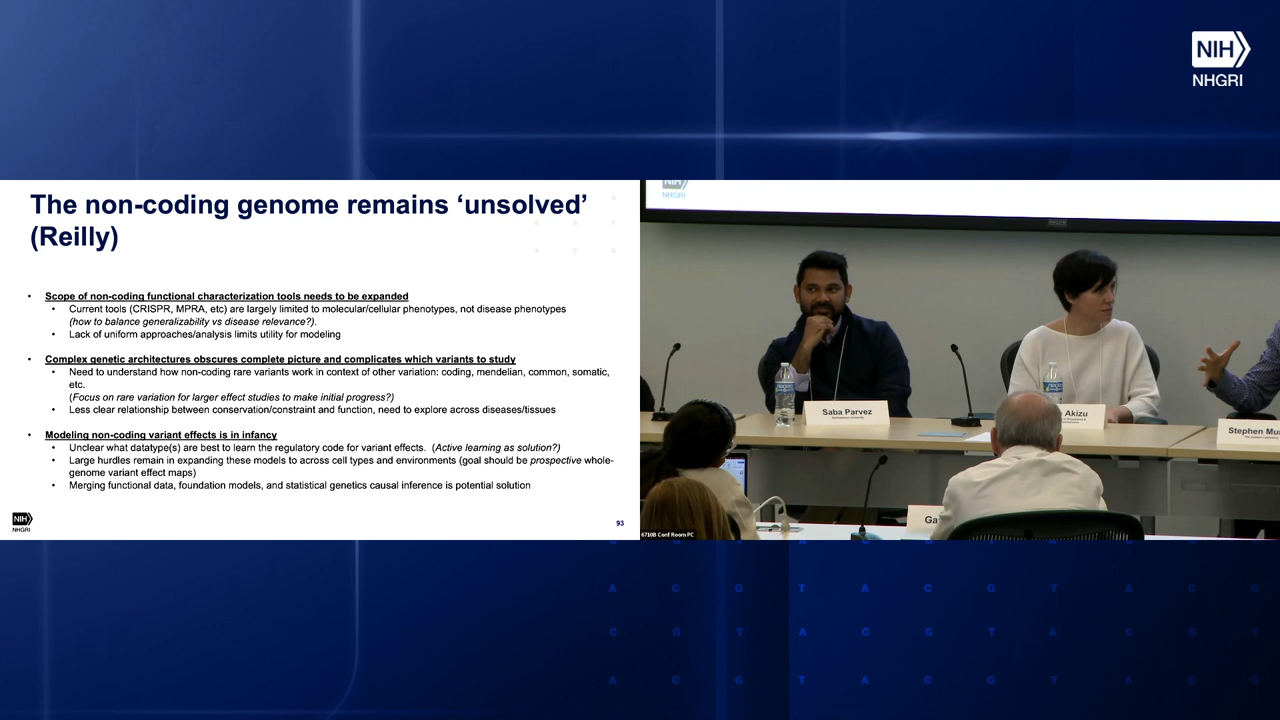 NIH
NHGRI
The non-coding genome remains ‘unsolved’
(Reilly)
• Scope of non-coding functional characterization tools needs to be expanded
• Current tools (CRISPR, MPRA, etc) are largely limited to molecular/cellular phenotypes, not disease phenotypes
(how to balance generalizability vs disease relevance?).
• Lack of uniform approaches/analysis limits utility for modeling
• Complex genetic architectures obscures complete picture and complicates which variants to study
• Need to understand how non-coding rare variants work in context of other variation: coding, mendelian, common, somatic,
etc.
(Focus on rare variation for larger effect studies to make initial progress?)
• Less clear relationship between conservation/constraint and function, need to explore across diseases/tissues
• Modeling non-coding variant effects is in infancy
• Unclear what datatype(s) are best to learn the regulatory code for variant effects. (Active learning as solution?)
• Large hurdles remain in expanding these models to across cell types and environments (goal should be prospective whole-
genome variant effect maps)
• Merging functional data, foundation models, and statistical genetics causal inference is potential solution
NIH
NHGRI
93
NHGRI
Saba Parvez
Akizu
Stephen Mu
Ga
6710B Conf Room PC
A C G T A C G T A C G
A C G T A C G T A C G
A C G T A C G T A C G